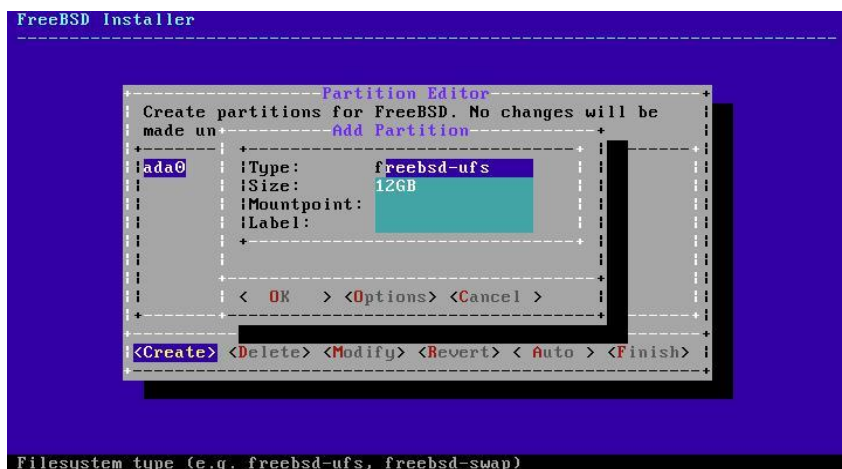 FreeBSD Installer
Partition Editor
Create partitions for FreeBSD. No changes will be
made un
Add Partition
ada0
Type: freebsd-ufs
Size: 12GB
Mountpoint:
Label:
< OK > <Options> <Cancel >
<Create> <Delete> <Modify> <Revert> < Auto > <Finish>
Filesystem type (e.g. freebsd-ufs, freebsd-swap)